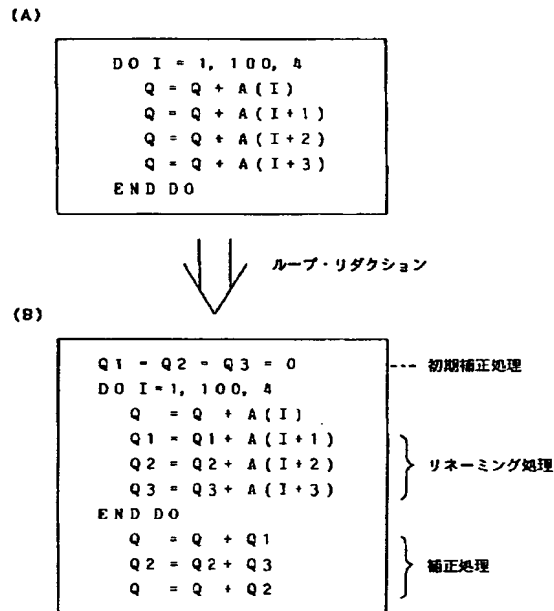 (A)
DO I = 1, 100, 4
Q = Q + A(I)
Q = Q + A(I+1)
Q = Q + A(I+2)
Q = Q + A(I+3)
END DO
ループ・リダクション
(B)
Q1 = Q2 = Q3 = 0 --- 初期補正処理
DO I=1, 100, 4
Q = Q + A(I)
Q1 = Q1+ A(I+1)
Q2 = Q2+ A(I+2) リネーミング処理
Q3 = Q3+ A(I+3)
END DO
Q = Q + Q1
Q2 = Q2+ Q3 補正処理
Q = Q + Q2